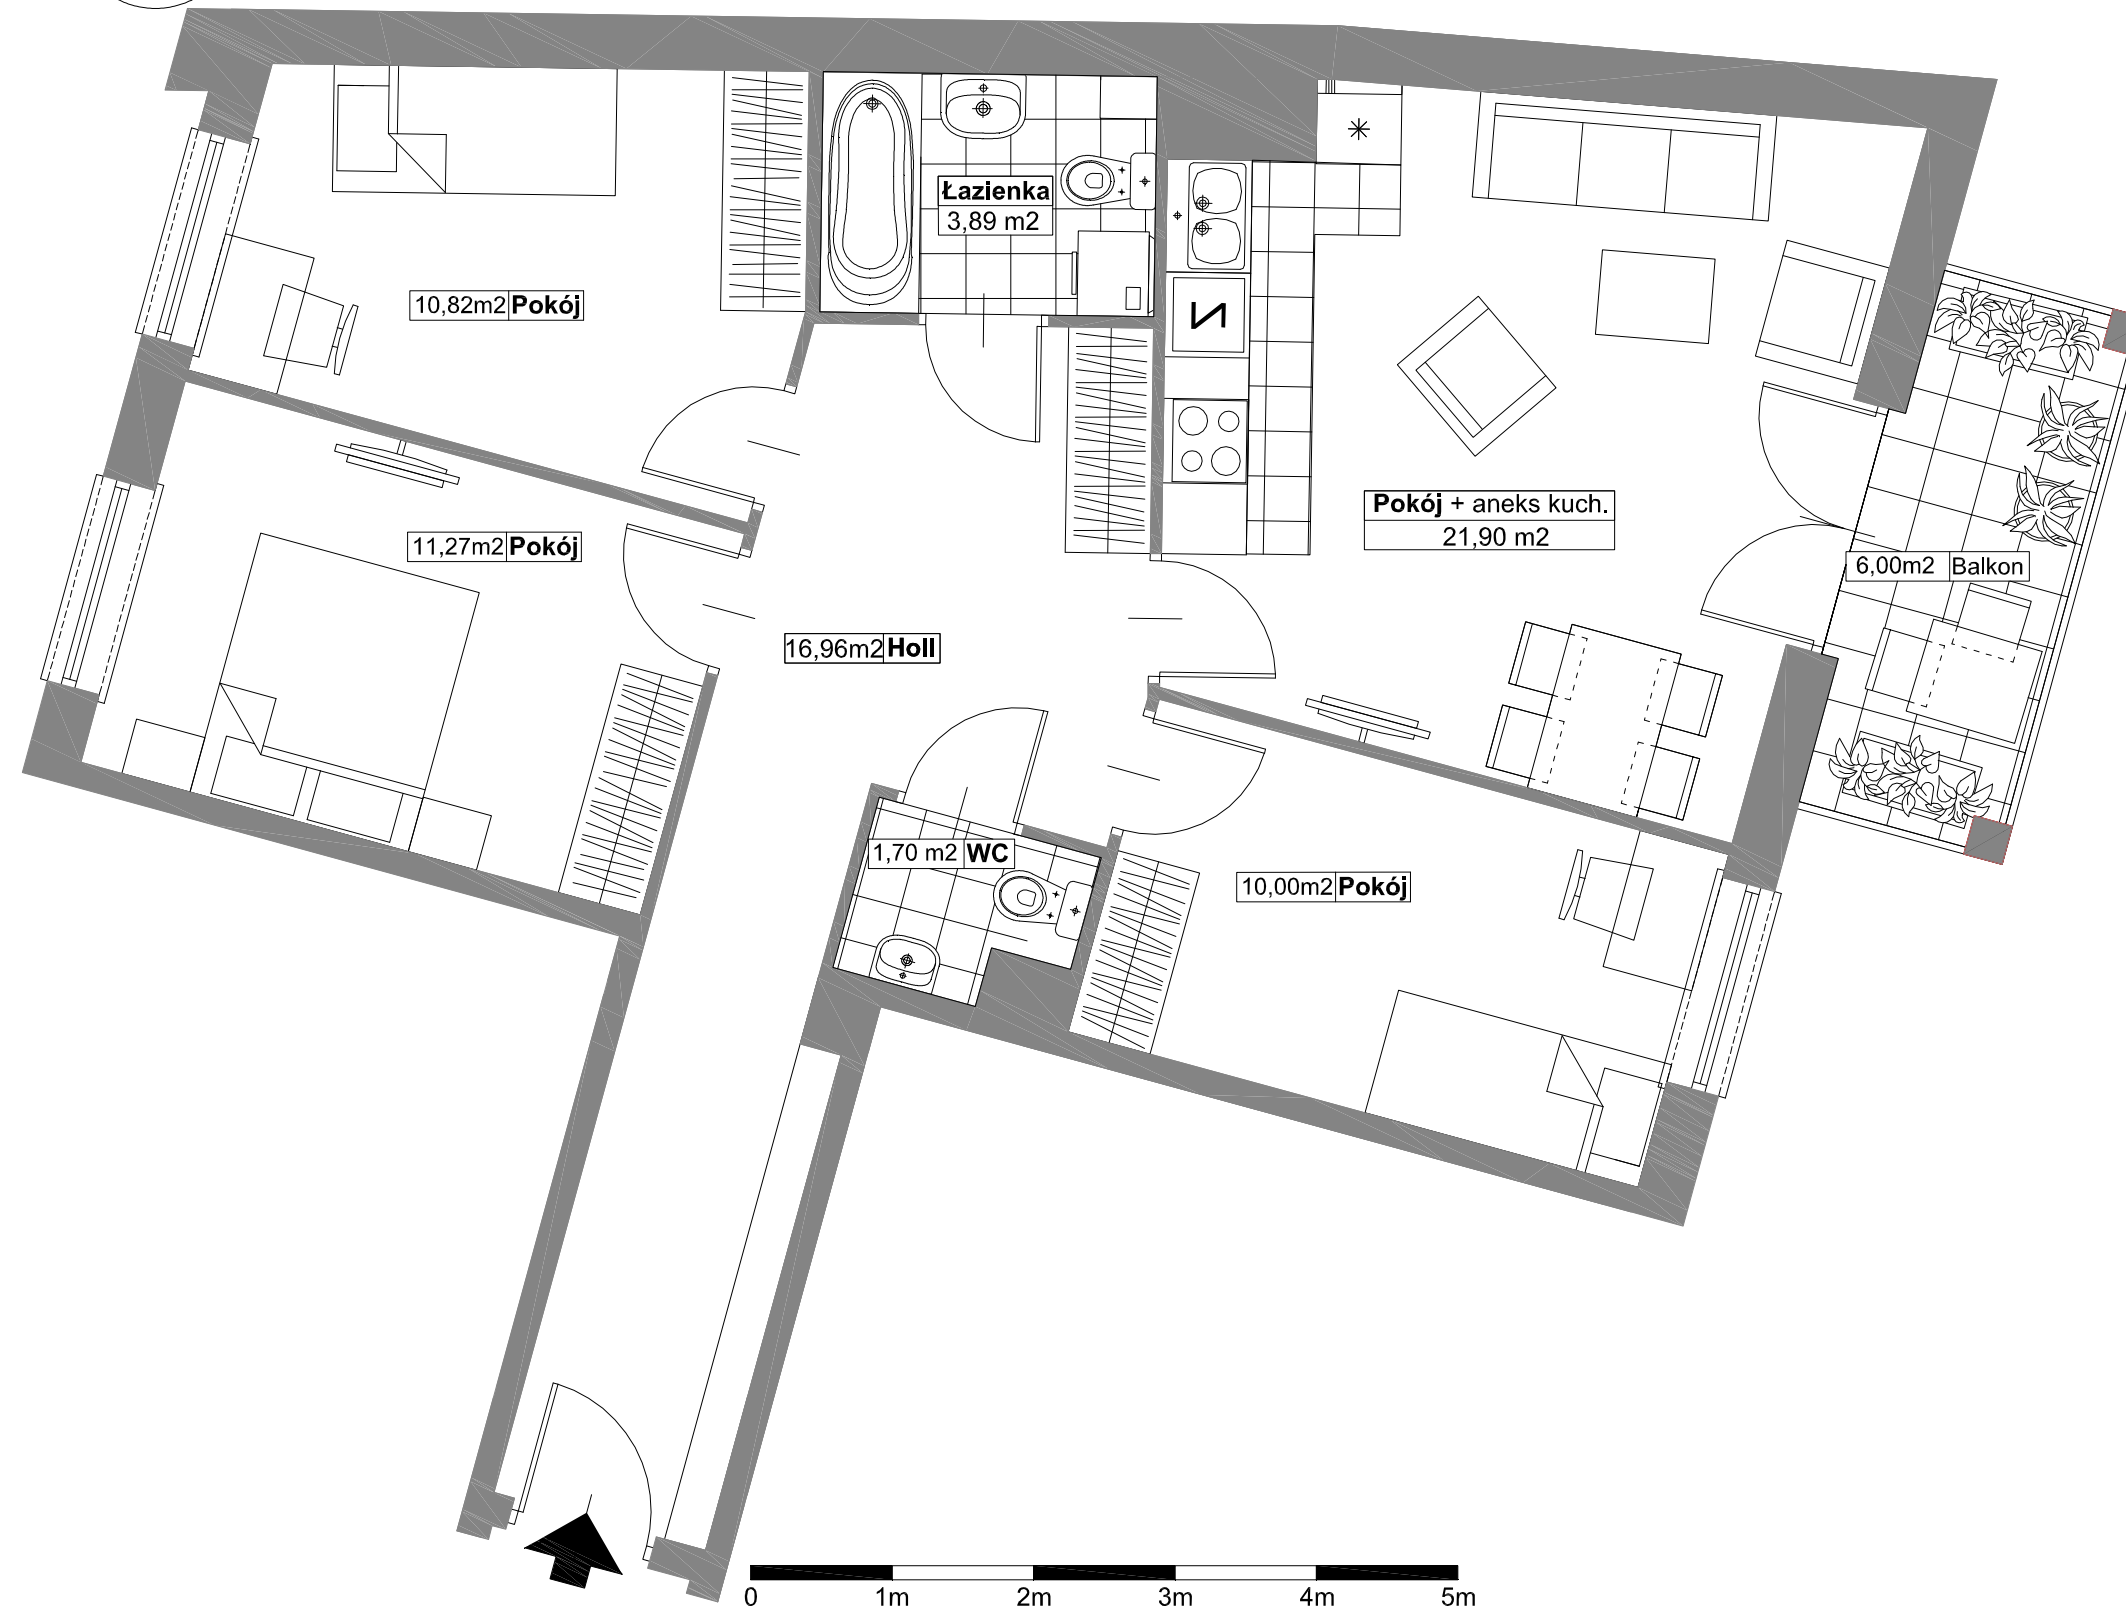 Łazienka
3,89 m2
10,82m2 Pokój
Pokój + aneks kuch.
21,90 m2
11,27m2 Pokój
6,00m2 Balkon
16,96m2 Holl
1,70 m2 WC
10,00m2 Pokój
0 1m 2m 3m 4m 5m